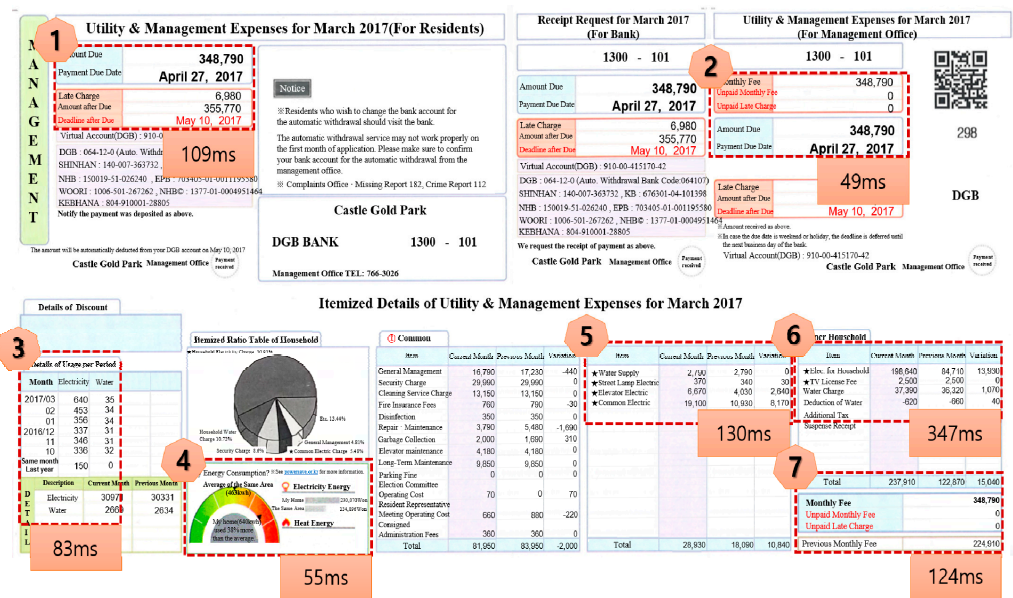 MANAGEMENT
1
Utility & Management Expenses for March 2017(For Residents)
Amount Due 348,790
Payment Due Date April 27, 2017
Late Charge 6,980
Amount after Due 355,770
Deadline after Due May 10, 2017
Virtual Account(DGB) : 910-0
109ms
DGB : 064-12-0 (Auto. Withdr
SHINHAN : 140-007-363732 ,
NHB : 150019-51-026240 , EPB : 703405-01-0011195580
WOORI : 1006-501-267262 , NHB© : 1377-01-0004951464
KEBHANA : 804-910001-28805
Notify the payment was deposited as above.
The amount will be automatically deducted from your DGB account on May 10, 2017
Castle Gold Park Management Office
Payment received
Notice
※Residents who wish to change the bank account for
the automatic withdrawal should visit the bank.
The automatic withdrawal service may not work properly on
the first month of application. Please make sure to confirm
your bank account for the automatic withdrawal from the
management office.
※ Complaints Office · Missing Report 182, Crime Report 112
Castle Gold Park
DGB BANK 1300 - 101
Management Office TEL: 766-3026
Receipt Request for March 2017
(For Bank)
1300 - 101
Amount Due 348,790
Payment Due Date April 27, 2017
Late Charge 6,980
Amount after Due 355,770
Deadline after Due May 10, 2017
Virtual Account(DGB) : 910-00-415170-42
DGB : 064-12-0 (Auto. Withdrawal Bank Code:064107)
SHINHAN : 140-007-363732 , KB : 676301-04-101398
NHB : 150019-51-026240 , EPB : 703405-01-0011195580
WOORI : 1006-501-267262 , NHB© : 1377-01-0004951464
KEBHANA : 804-910001-28805
We request the receipt of payment as above.
Castle Gold Park Management Office
Payment received
Utility & Management Expenses for March 2017
(For Management Office)
1300 - 101
2
Monthly Fee 348,790
Unpaid Monthly Fee 0
Unpaid Late Charge 0
Amount Due 348,790
Payment Due Date April 27, 2017
49ms
Late Charge
Amount after Due
Deadline after Due May 10, 2017
※Amount received as above.
※In case the due date is weekend or holiday, the deadline is deferred until
the next business day of the bank.
Virtual Account(DGB) : 910-00-415170-42
Castle Gold Park Management Office
Payment received
298
DGB
Itemized Details of Utility & Management Expenses for March 2017
Details of Discount
3
Details of Usage per Period
Month Electricity Water
2017/03 640 35
02 453 34
01 356 34
2016/12 337 31
11 346 31
10 336 32
Same month Last year 150 0
DETAIL
Description Current Month Previous Month
Electricity 3097 30331
Water 2669 2634
83ms
Itemized Ratio Table of Household
Etc. 13.44%
Household Water Charge 10.72%
General Management 4.81%
Security Charge 8.6%
★Common Electric Charge 5.48%
4
Energy Consumption?
for more information.
Average of the Same Area
(463kwh)
My home(640kwh)
used 38% more
than the average.
Electricity Energy
My Home
The Same Area
Heat Energy
55ms
Common
Item Current Month Previous Month Variation
General Management 16,790 17,230 -440
Security Charge 29,990 29,990 0
Cleaning Service Charge 13,150 13,150 0
Fire Insurance Fees 760 790 -30
Disinfection 350 350 0
Repair · Maintenance 3,790 5,480 -1,690
Garbage Collection 2,000 1,690 310
Elevator maintenance 4,180 4,180 0
Long-Term Maintenance 9,850 9,850 0
Parking Fine 0 0 0
Election Committee Operating Cost 70 70 0
Resident Representative Meeting Operating Cost 660 880 -220
Consigned Administration Fees 360 360 0
Total 81,950 83,950 -2,000
5
Item Current Month Previous Month Variation
★Water Supply 2,790 2,790 0
★Street Lamp Electric 370 340 30
★Elevator Electric 6,670 4,030 2,640
★Common Electric 19,100 10,930 8,170
130ms
Total 28,930 18,090 10,840
6
Per Household
Item Current Month Previous Month Variation
★Elec. for Household 198,640 84,710 13,930
★TV License Fee 2,500 2,500 0
Water Charge 37,390 36,320 1,070
Deduction of Water -620 -660 40
Additional Tax
Suspense Receipt
347ms
7
Total 237,910 122,870 15,040
Monthly Fee 348,790
Unpaid Monthly Fee 0
Unpaid Late Charge 0
Previous Monthly Fee 224,910
124ms